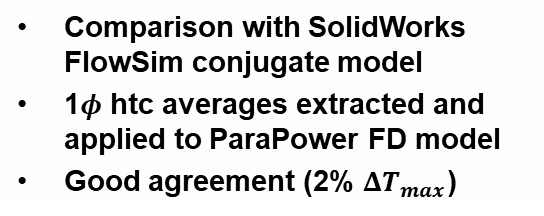 • Comparison with SolidWorks
FlowSim conjugate model
• 1ϕ htc averages extracted and
applied to ParaPower FD model
• Good agreement (2% ΔT_max)